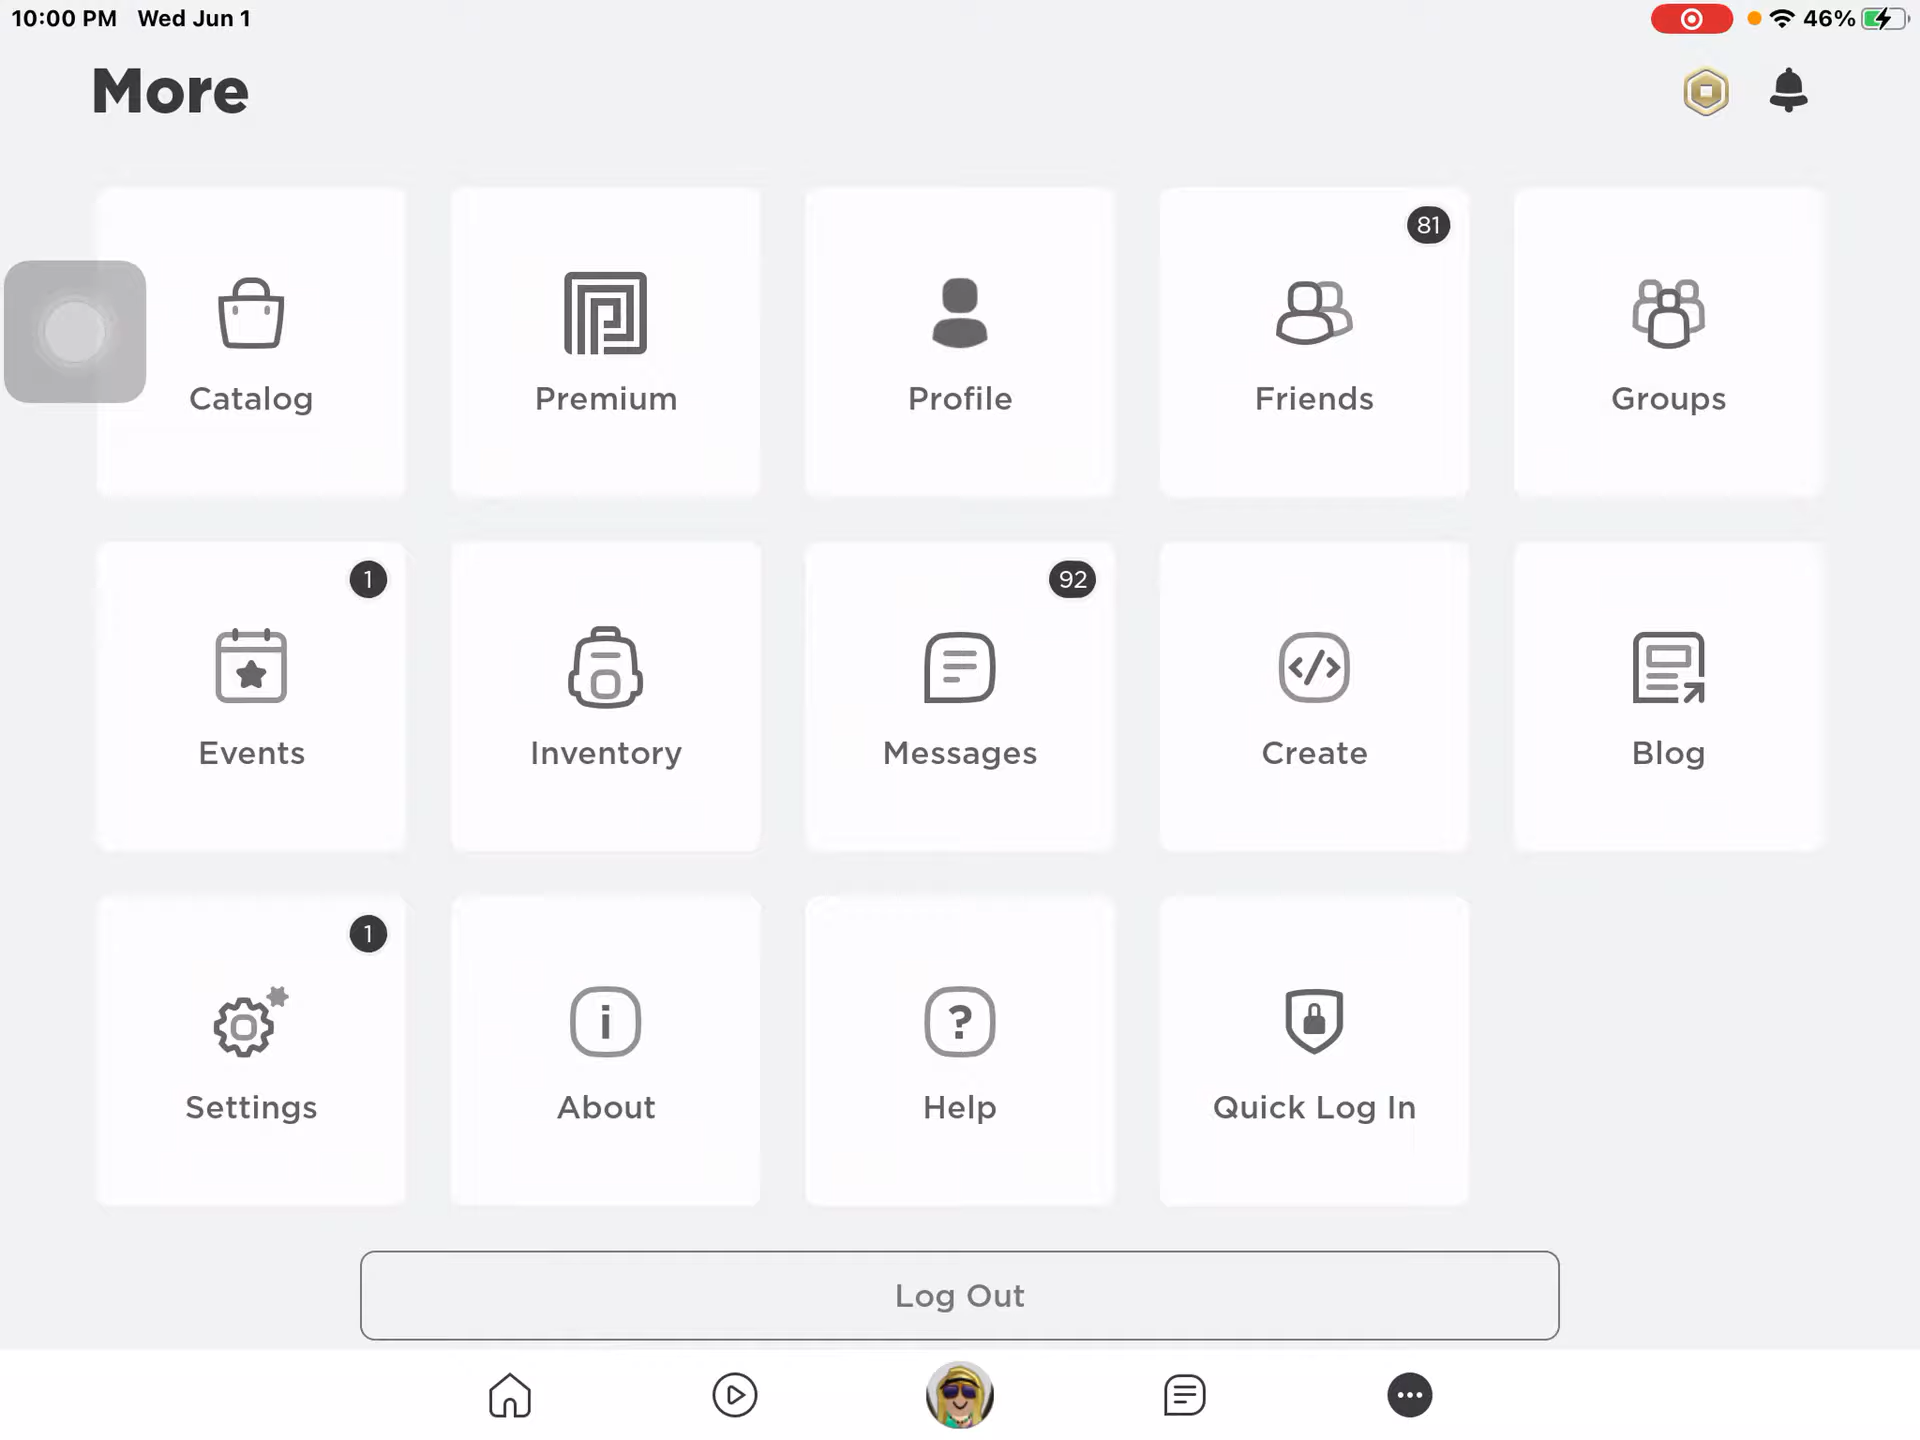 10:00 PM Wed Jun 1 46%
More
81
Catalog Premium Profile Friends Groups
1 92
Events Inventory Messages Create Blog
1
Settings About Help Quick Log In
Log Out